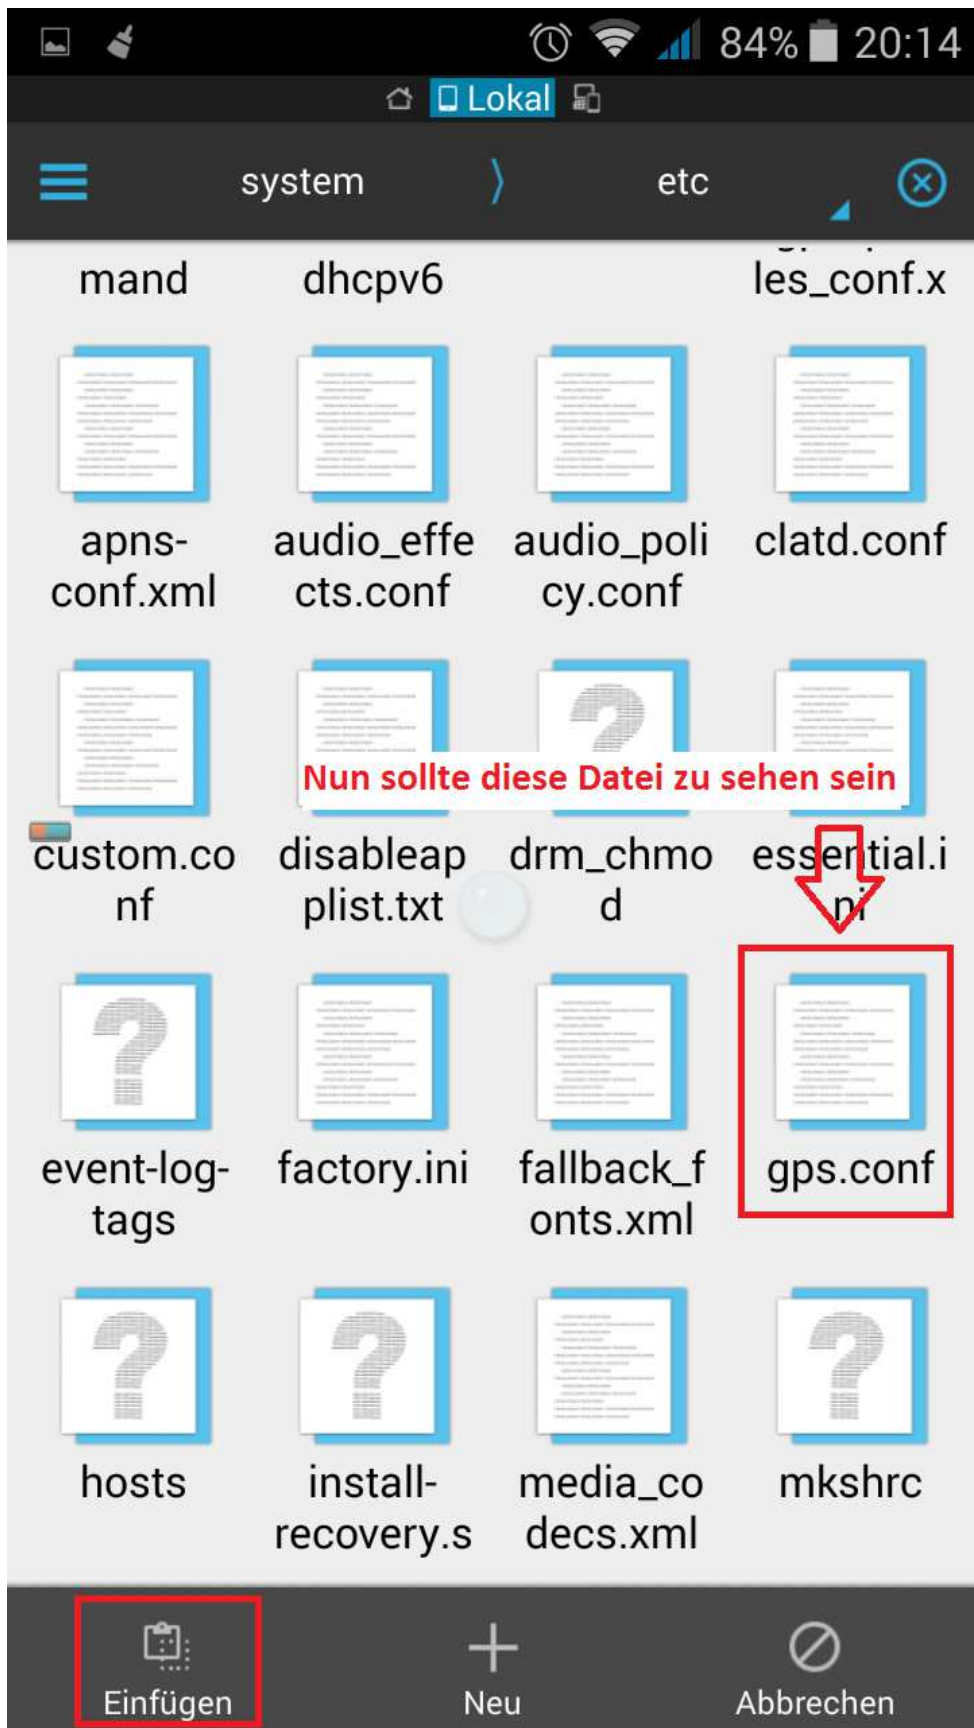 84% 20:14
Lokal
system etc
mand dhcpv6 les_conf.x
apns- audio_effe audio_poli clatd.conf
conf.xml cts.conf cy.conf
Nun sollte diese Datei zu sehen sein
custom.co disableap drm_chmo essential.i
nf plist.txt d ni
event-log- factory.ini fallback_f gps.conf
tags onts.xml
hosts install- media_co mkshrc
recovery.s decs.xml
Einfügen Neu Abbrechen